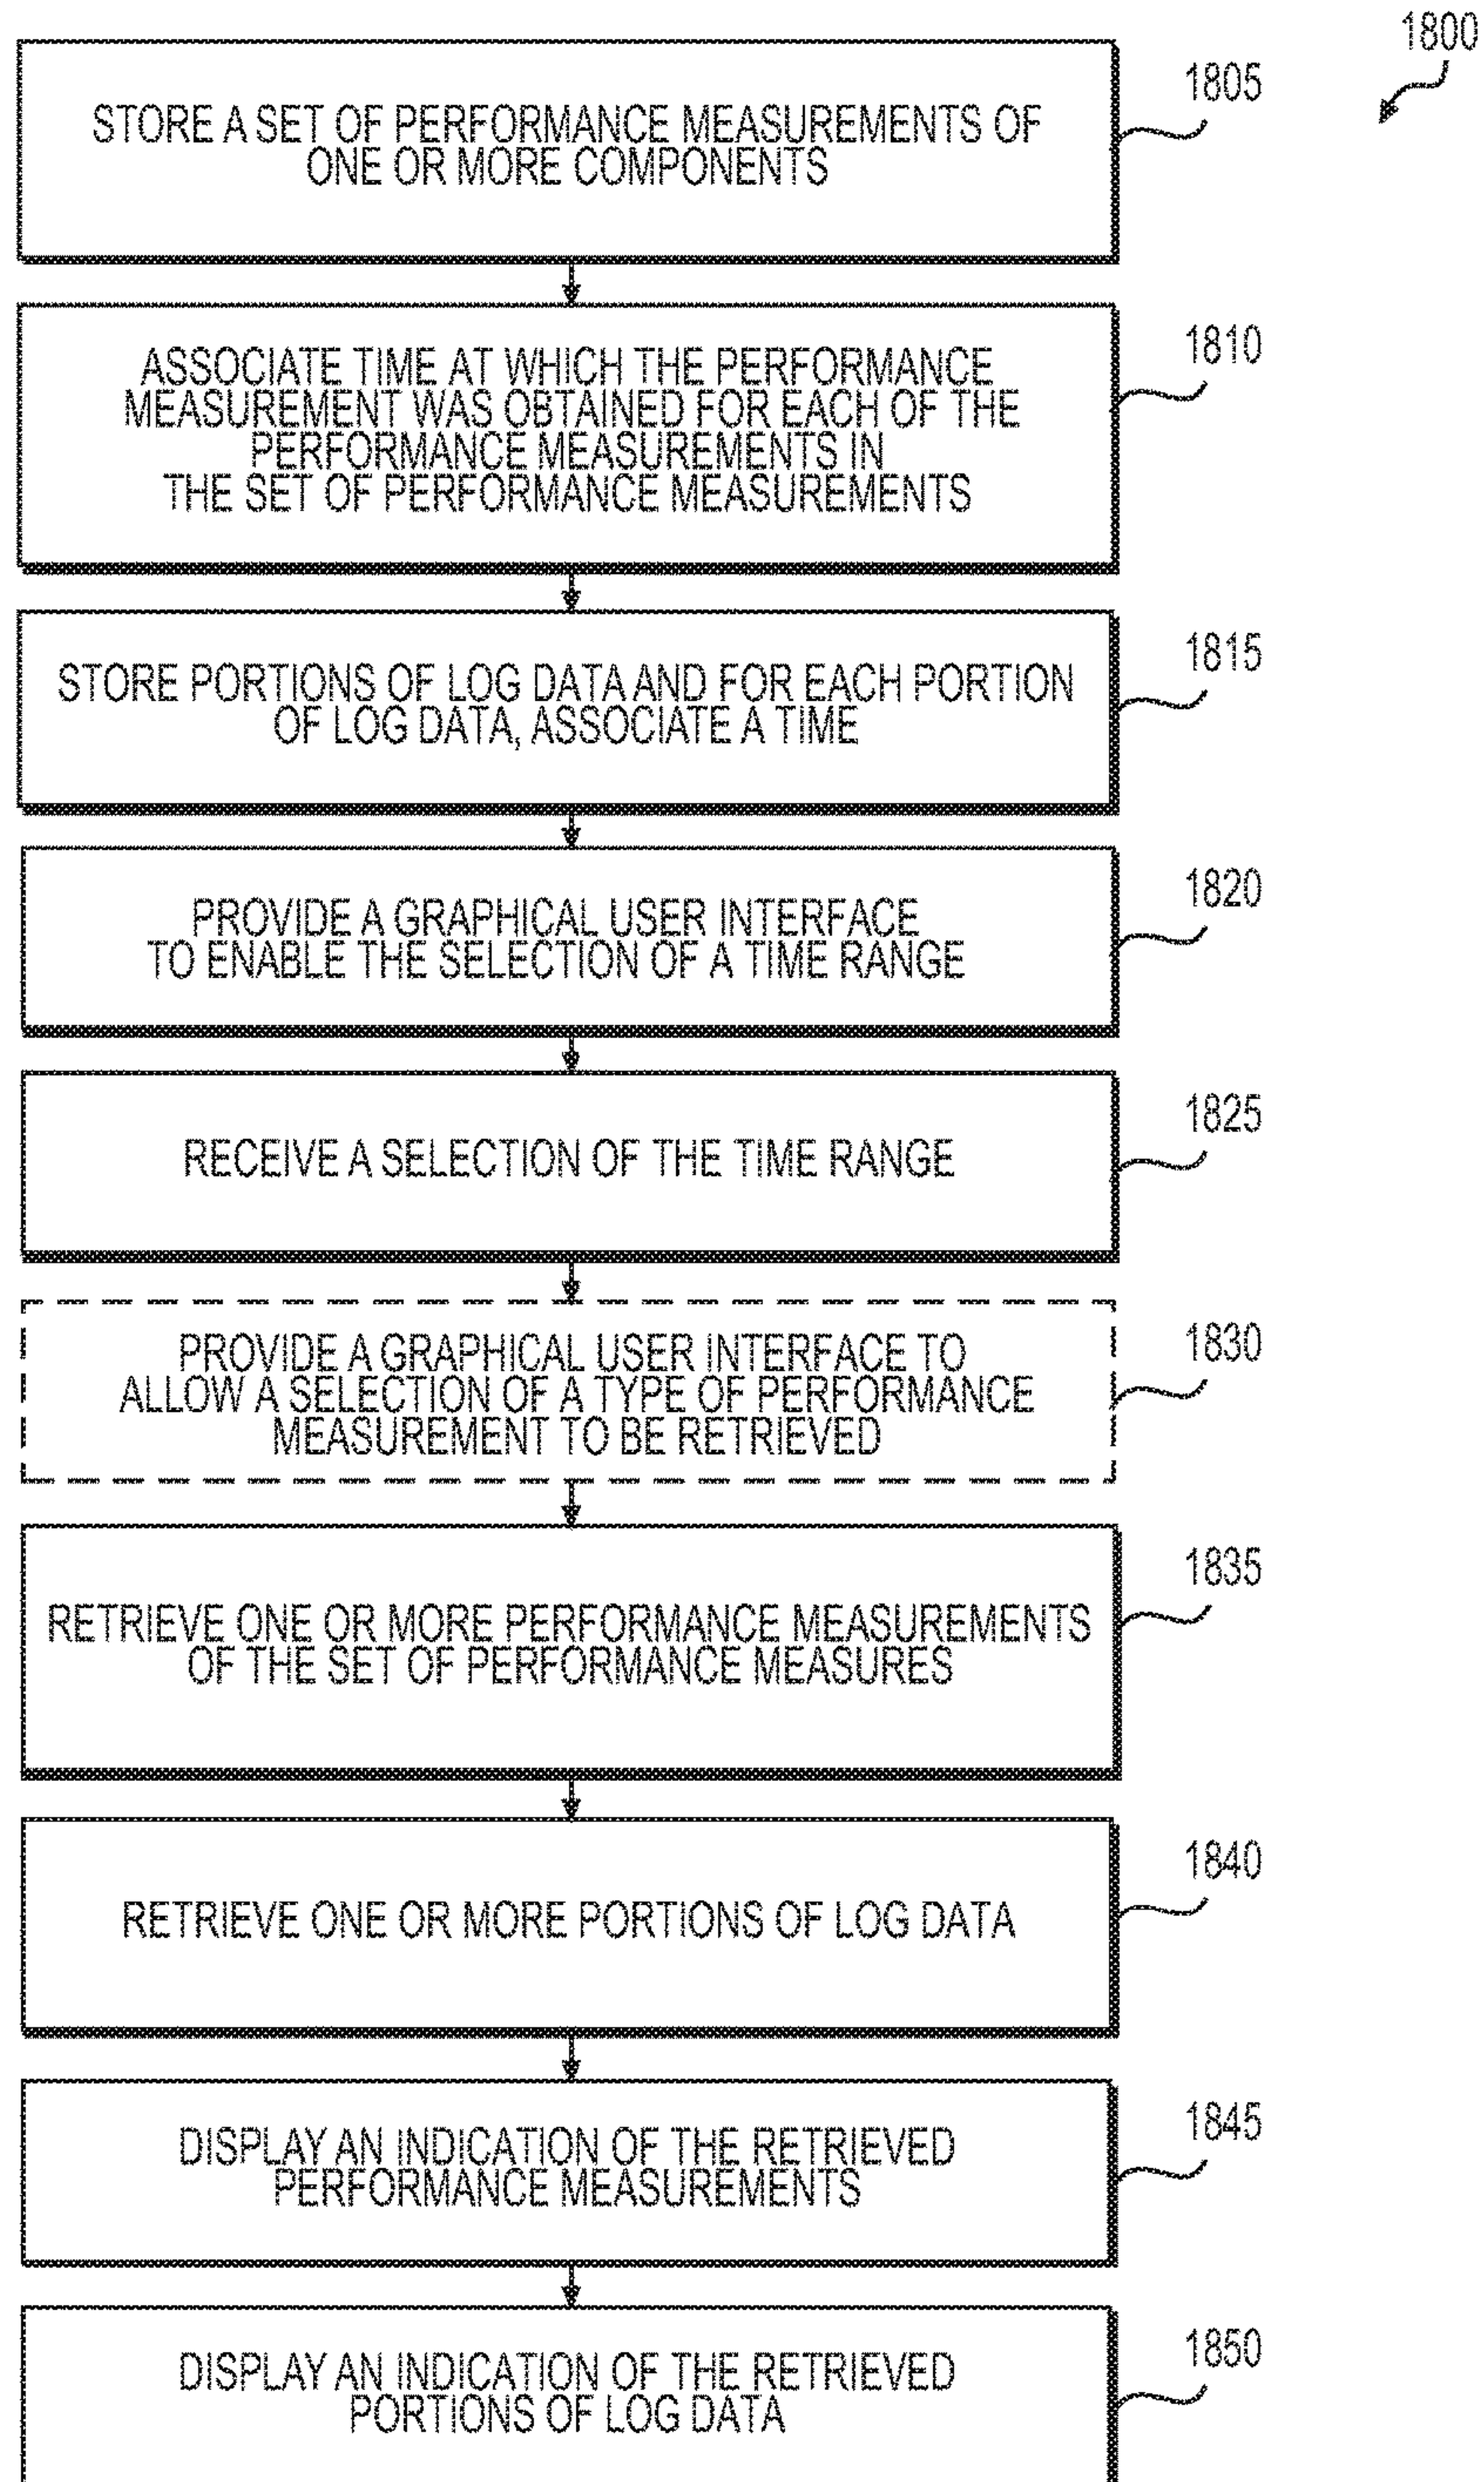 1800
1805
STORE A SET OF PERFORMANCE MEASUREMENTS OF
ONE OR MORE COMPONENTS
1810
ASSOCIATE TIME AT WHICH THE PERFORMANCE
MEASUREMENT WAS OBTAINED FOR EACH OF THE
PERFORMANCE MEASUREMENTS IN
THE SET OF PERFORMANCE MEASUREMENTS
1815
STORE PORTIONS OF LOG DATA AND FOR EACH PORTION
OF LOG DATA, ASSOCIATE A TIME
1820
PROVIDE A GRAPHICAL USER INTERFACE
TO ENABLE THE SELECTION OF A TIME RANGE
1825
RECEIVE A SELECTION OF THE TIME RANGE
1830
PROVIDE A GRAPHICAL USER INTERFACE TO
ALLOW A SELECTION OF A TYPE OF PERFORMANCE
MEASUREMENT TO BE RETRIEVED
1835
RETRIEVE ONE OR MORE PERFORMANCE MEASUREMENTS
OF THE SET OF PERFORMANCE MEASURES
1840
RETRIEVE ONE OR MORE PORTIONS OF LOG DATA
1845
DISPLAY AN INDICATION OF THE RETRIEVED
PERFORMANCE MEASUREMENTS
1850
DISPLAY AN INDICATION OF THE RETRIEVED
PORTIONS OF LOG DATA